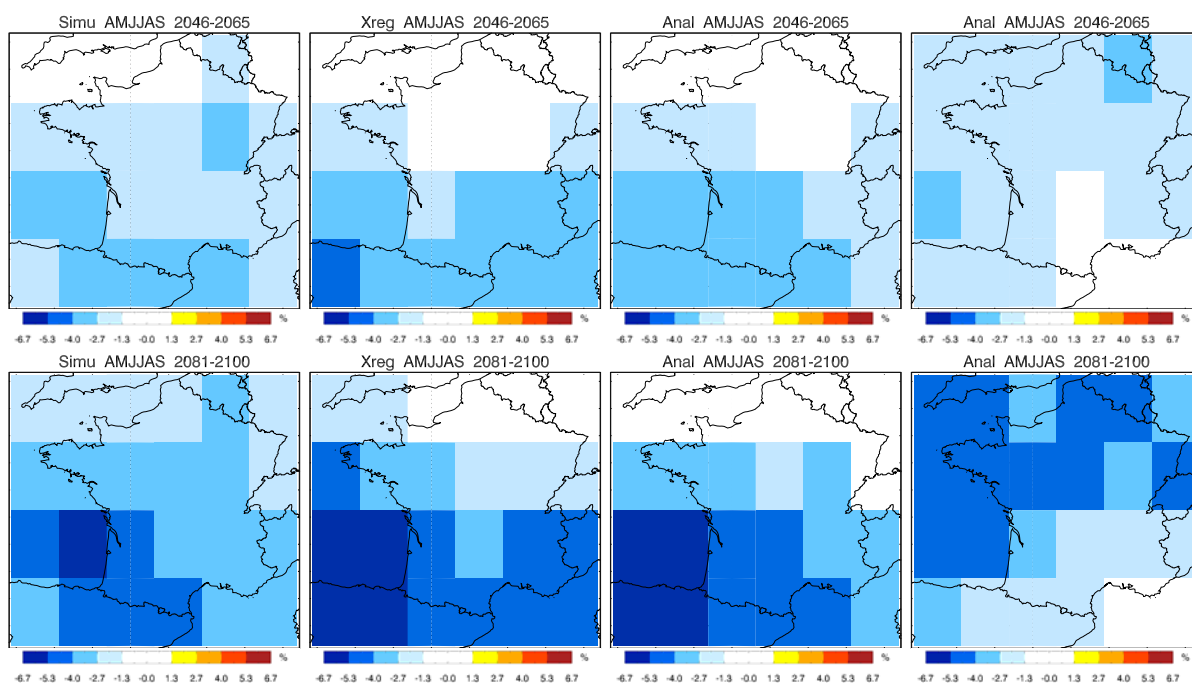 Simu AMJJAS 2046-2065 Xreg AMJJAS 2046-2065 Anal AMJJAS 2046-2065 Anal AMJJAS 2046-2065
% % % %
-6.7 -5.3 -4.0 -2.7 -1.3 -0.0 1.3 2.7 4.0 5.3 6.7 -6.7 -5.3 -4.0 -2.7 -1.3 -0.0 1.3 2.7 4.0 5.3 6.7 -6.7 -5.3 -4.0 -2.7 -1.3 -0.0 1.3 2.7 4.0 5.3 6.7 -6.7 -5.3 -4.0 -2.7 -1.3 -0.0 1.3 2.7 4.0 5.3 6.7
Simu AMJJAS 2081-2100 Xreg AMJJAS 2081-2100 Anal AMJJAS 2081-2100 Anal AMJJAS 2081-2100
% % % %
-6.7 -5.3 -4.0 -2.7 -1.3 -0.0 1.3 2.7 4.0 5.3 6.7 -6.7 -5.3 -4.0 -2.7 -1.3 -0.0 1.3 2.7 4.0 5.3 6.7 -6.7 -5.3 -4.0 -2.7 -1.3 -0.0 1.3 2.7 4.0 5.3 6.7 -6.7 -5.3 -4.0 -2.7 -1.3 -0.0 1.3 2.7 4.0 5.3 6.7